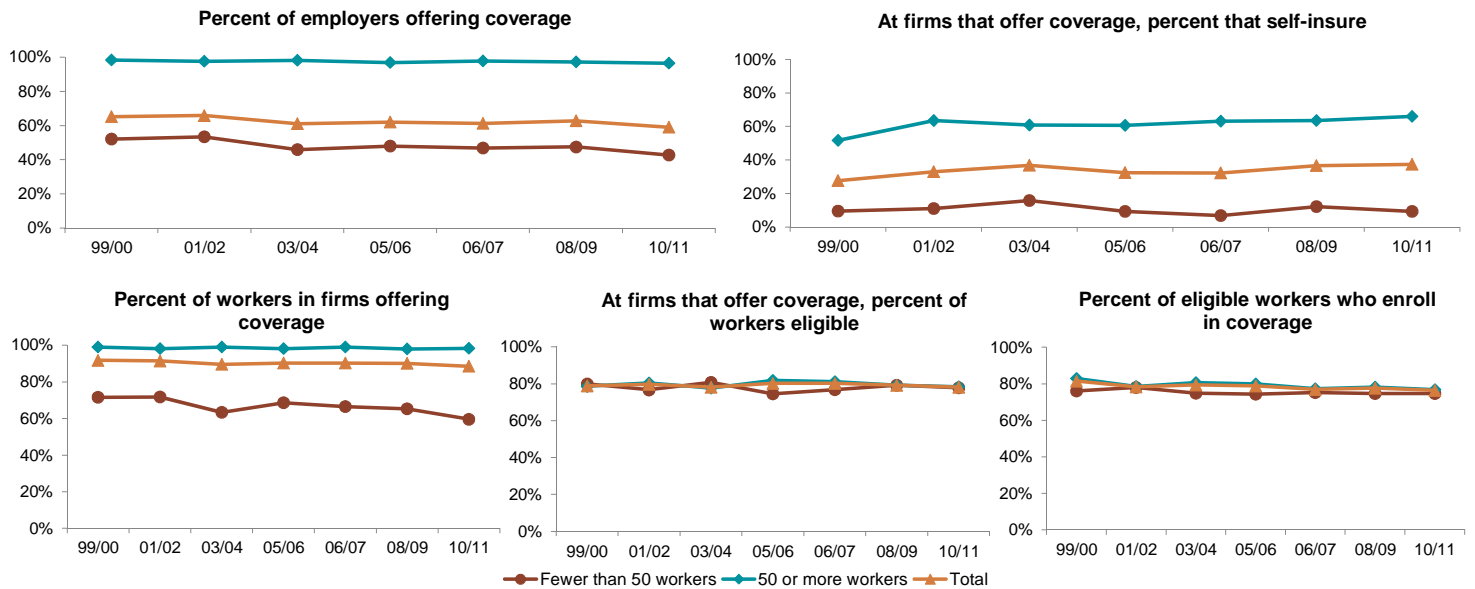 Percent of employers offering coverage
100%
80%
60%
40%
20%
0%
99/00 01/02 03/04 05/06 06/07 08/09 10/11
At firms that offer coverage, percent that self-insure
100%
80%
60%
40%
20%
0%
99/00 01/02 03/04 05/06 06/07 08/09 10/11
Percent of workers in firms offering
coverage
100%
80%
60%
40%
20%
0%
99/00 01/02 03/04 05/06 06/07 08/09 10/11
At firms that offer coverage, percent of
workers eligible
100%
80%
60%
40%
20%
0%
99/00 01/02 03/04 05/06 06/07 08/09 10/11
Percent of eligible workers who enroll
in coverage
100%
80%
60%
40%
20%
0%
99/00 01/02 03/04 05/06 06/07 08/09 10/11
Fewer than 50 workers 50 or more workers Total